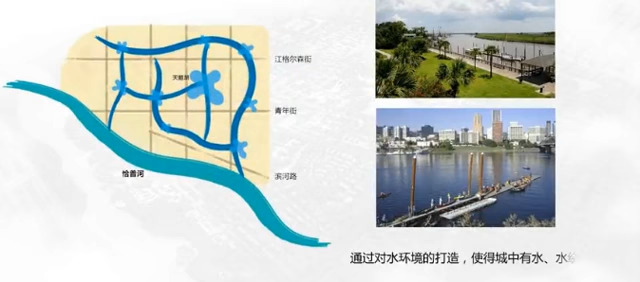 江格尔森街
天鹅湖
青年街
滨河路
恰普河
通过对水环境的打造，使得城中有水、水